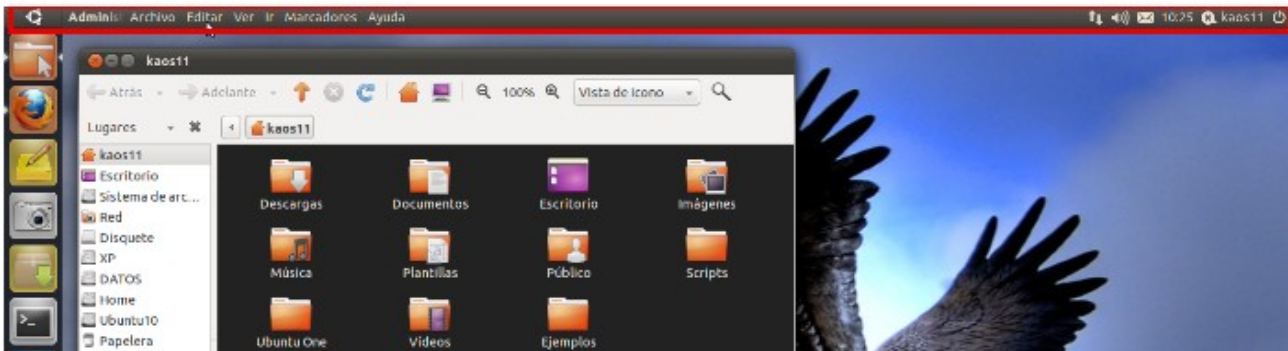 Adminis Archivo Editar Ver Ir Marcadores Ayuda 10:25 kaos11
kaos11
Atrás Adelante 100% Vista de icono
Lugares kaos11
kaos11
Escritorio
Sistema de arc...
Red
Disquete
XP
DATOS
Home
Ubuntu10
Papelera
Descargas Documentos Escritorio Imágenes
Música Plantillas Público Scripts
Ubuntu One Vídeos Ejemplos